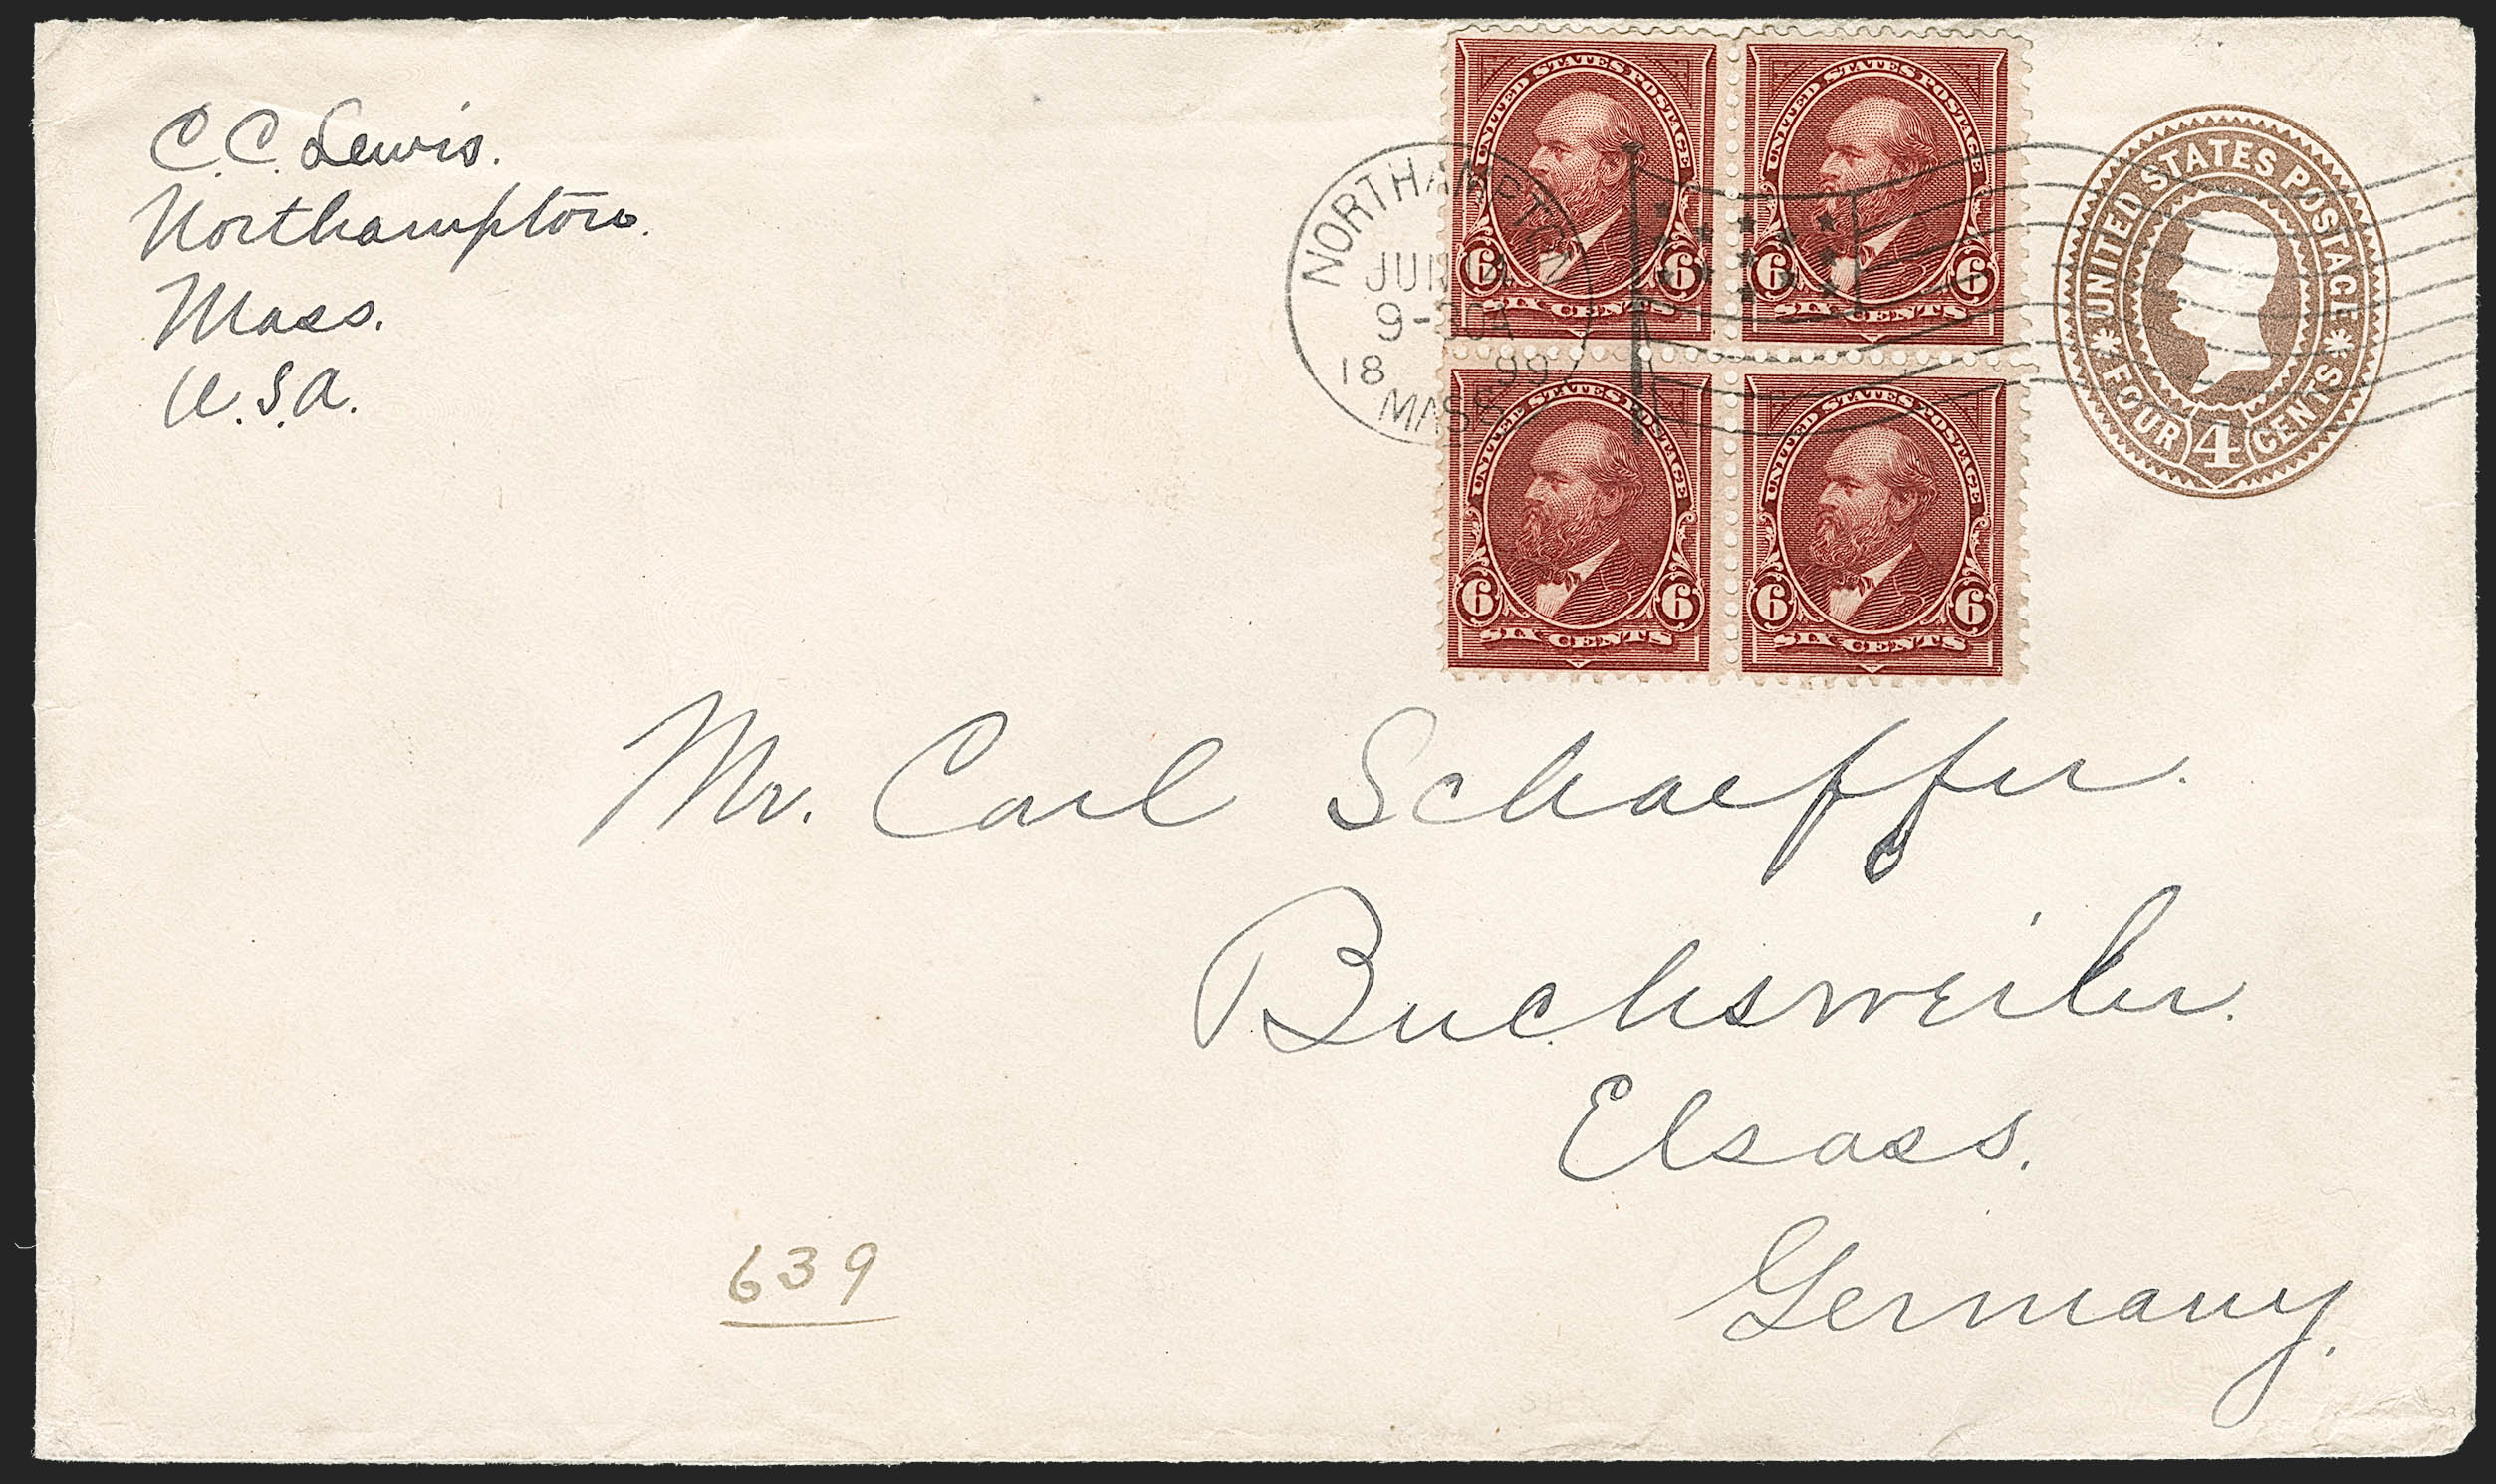 C. C. Lewis.
Northampton.
Mass.
U.S.A.
UNITED STATES POSTAGE
6 6
SIX CENTS
UNITED STATES POSTAGE
6 6
SIX CENTS
NORTHAMPTON
JUN
9-30A
18 99
MASS
UNITED STATES POSTAGE
FOUR 4 CENTS
UNITED STATES POSTAGE
6 6
SIX CENTS
UNITED STATES POSTAGE
6 6
SIX CENTS
Mr. Carl Schaeffer.
Buchsweiler.
Elsass.
Germany.
639